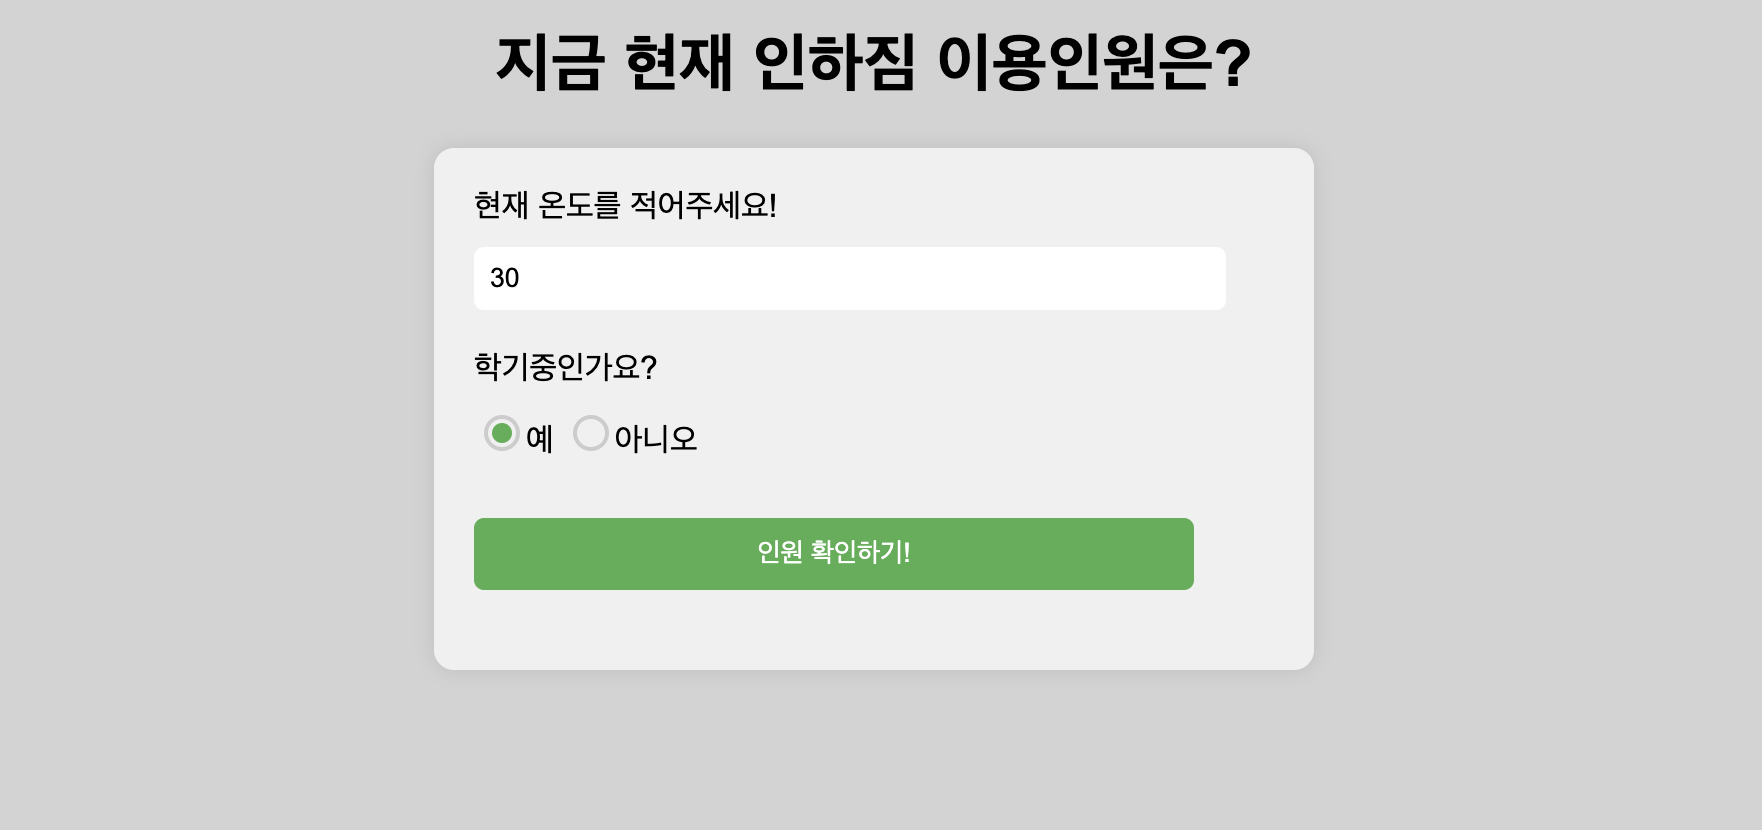 지금 현재 인하짐 이용인원은?
현재 온도를 적어주세요!
30
학기중인가요?
예 아니오
인원 확인하기!